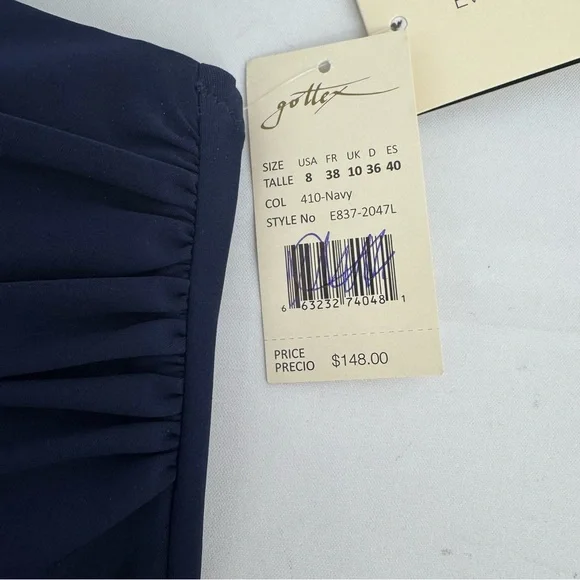 gottex
SIZE USA FR UK D ES
TALLE 8 38 10 36 40
COL 410-Navy
STYLE No E837-2047L
6 63232 74048 1
PRICE
PRECIO $148.00